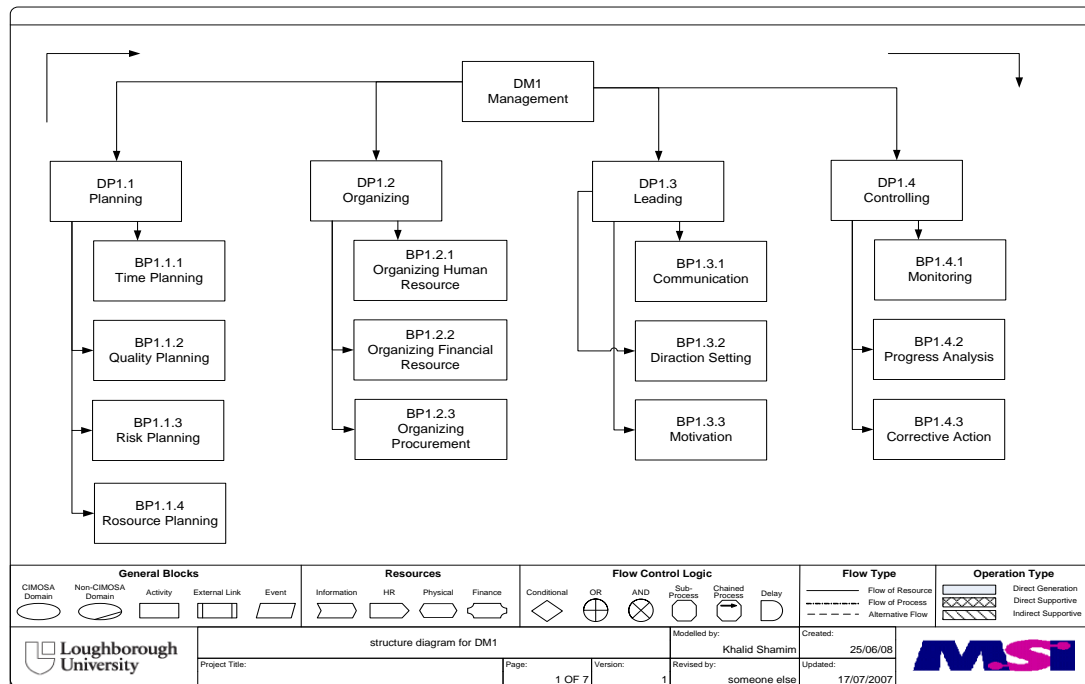 DM1
Management
DP1.1
Planning
DP1.2
Organizing
DP1.3
Leading
DP1.4
Controlling
BP1.1.1
Time Planning
BP1.1.2
Quality Planning
BP1.1.3
Risk Planning
BP1.1.4
Rosource Planning
BP1.2.1
Organizing Human
Resource
BP1.2.2
Organizing Financial
Resource
BP1.2.3
Organizing
Procurement
BP1.3.1
Communication
BP1.3.2
Diraction Setting
BP1.3.3
Motivation
BP1.4.1
Monitoring
BP1.4.2
Progress Analysis
BP1.4.3
Corrective Action
General Blocks
CIMOSA
Domain
Non-CIMOSA
Domain
Activity
External Link
Event
Resources
Information
HR
Physical
Finance
Flow Control Logic
Conditional
OR
AND
Sub-
Process
Chained
Process
Delay
Flow Type
Flow of Resource
Flow of Process
Alternative Flow
Operation Type
Direct Generation
Direct Supportive
Indirect Supportive
Loughborough
University
structure diagram for DM1
Modelled by:
Khalid Shamim
Created:
25/06/08
Project Title:
Page:
1 OF 7
Version:
1
Revised by:
someone else
Updated:
17/07/2007
MSI